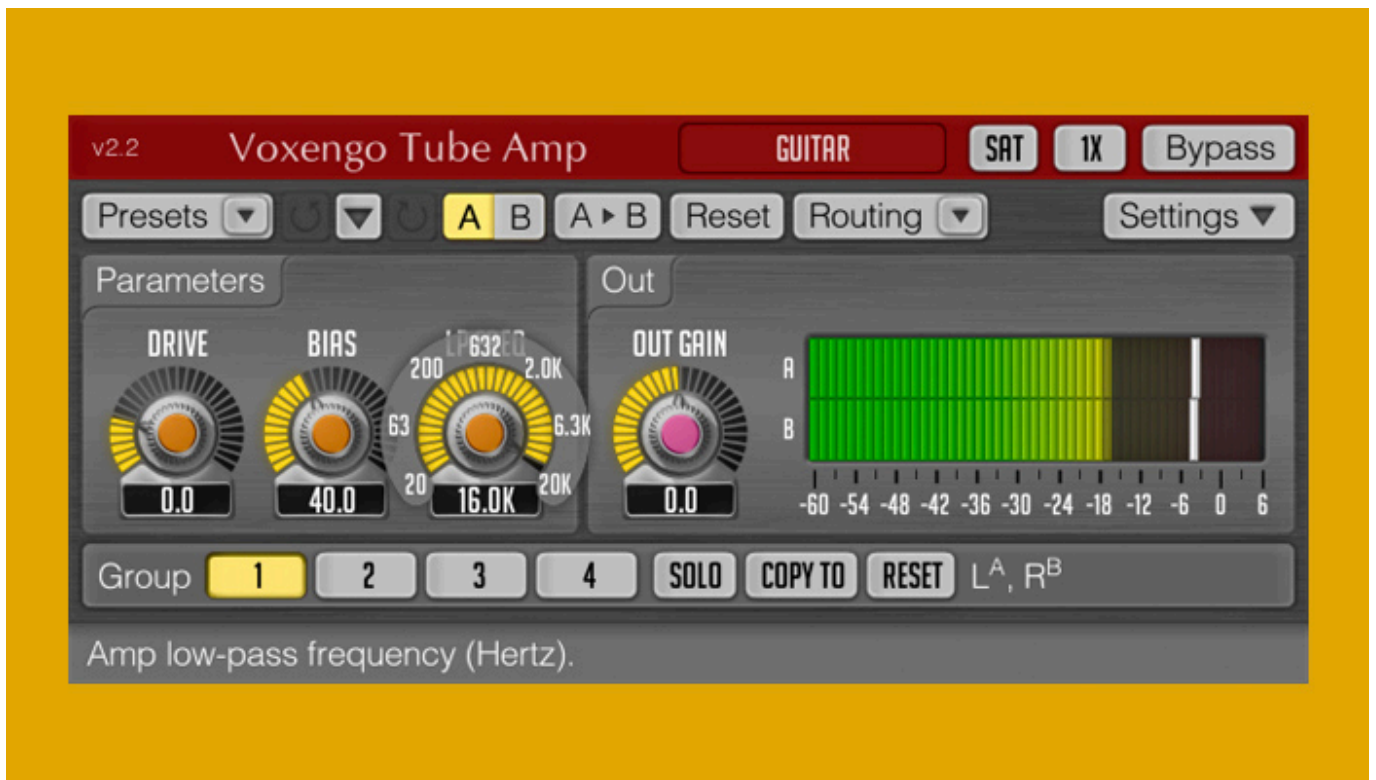 v2.2 Voxengo Tube Amp GUITAR SAT 1X Bypass
Presets A B A ▸ B Reset Routing Settings
Parameters Out
DRIVE BIAS 632 OUT GAIN
200 2.0K
A
63 6.3K
B
20 20K
0.0 40.0 16.0K 0.0
-60 -54 -48 -42 -36 -30 -24 -18 -12 -6 0 6
Group 1 2 3 4 SOLO COPY TO RESET Lᴬ, Rᴮ
Amp low-pass frequency (Hertz).